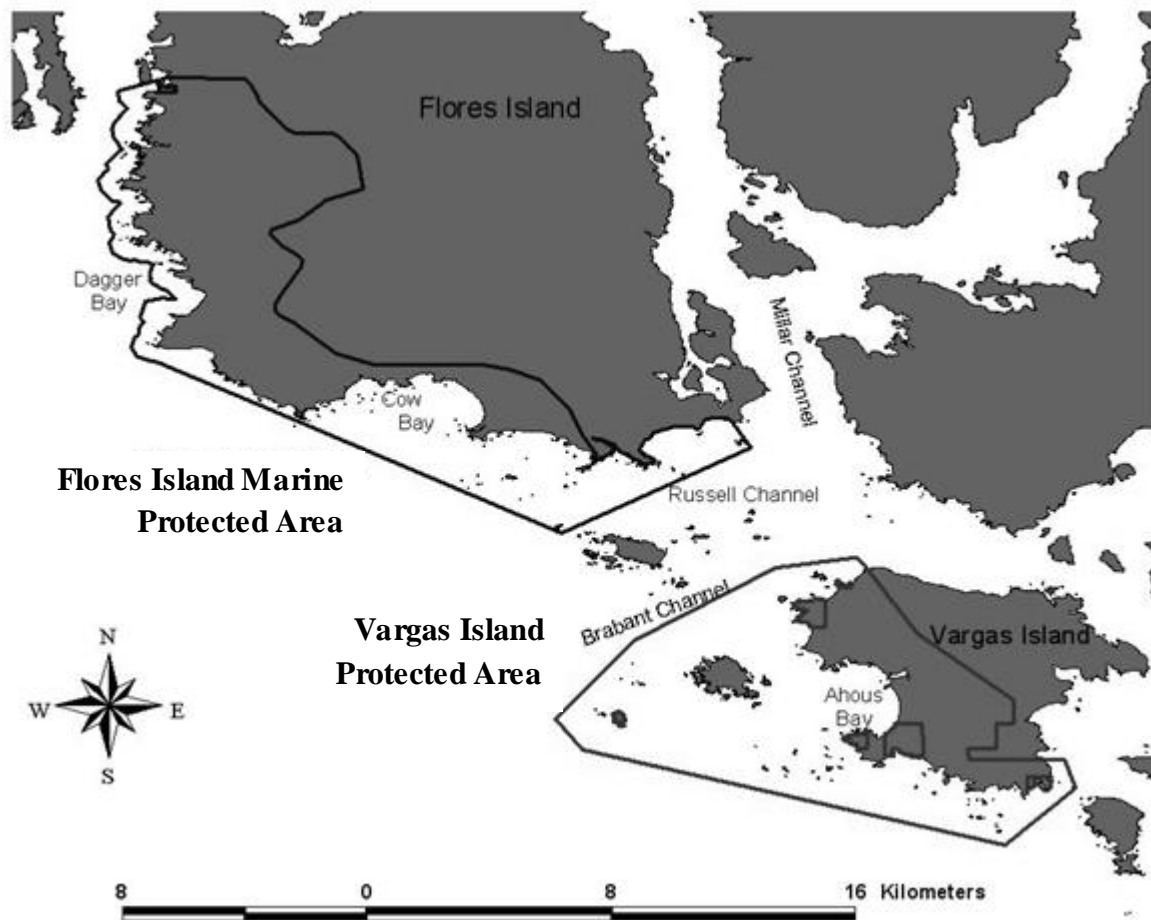 Flores Island
Dagger
Bay
Millar Channel
Cow
Bay
Flores Island Marine
Protected Area
Russell Channel
Brabant Channel
Vargas Island
Protected Area
Vargas Island
Ahous
Bay
N
W E
S
8 0 8 16 Kilometers